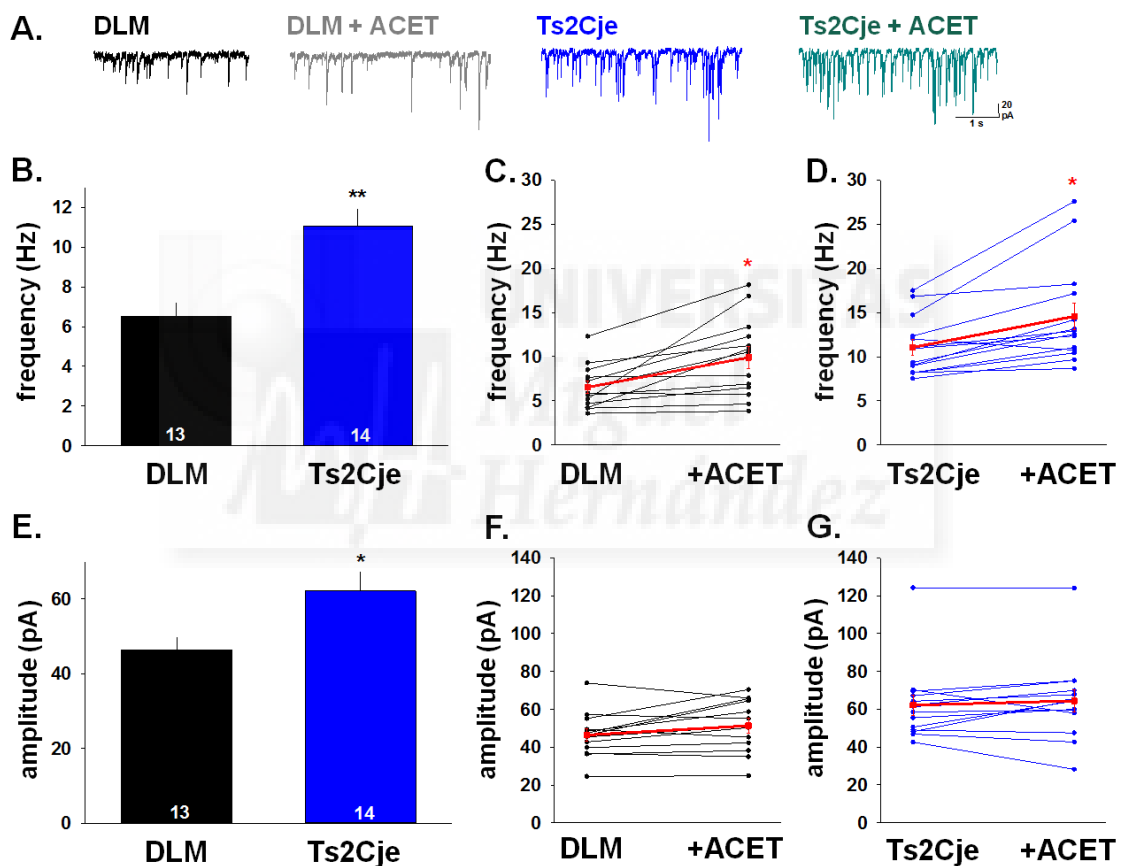 A. DLM DLM + ACET Ts2Cje Ts2Cje + ACET
20
pA
1 s
B. C. D.
frequency (Hz)
12
10
8
6
4
2
0
**
13
14
DLM Ts2Cje
frequency (Hz)
30
25
20
15
10
5
0
*
DLM +ACET
frequency (Hz)
30
25
20
15
10
5
0
*
Ts2Cje +ACET
UNIVERSITAS
Miguel
Hernández
E. F. G.
amplitude (pA)
60
40
20
0
*
13
14
DLM Ts2Cje
amplitude (pA)
140
120
100
80
60
40
20
0
DLM +ACET
amplitude (pA)
140
120
100
80
60
40
20
0
Ts2Cje +ACET